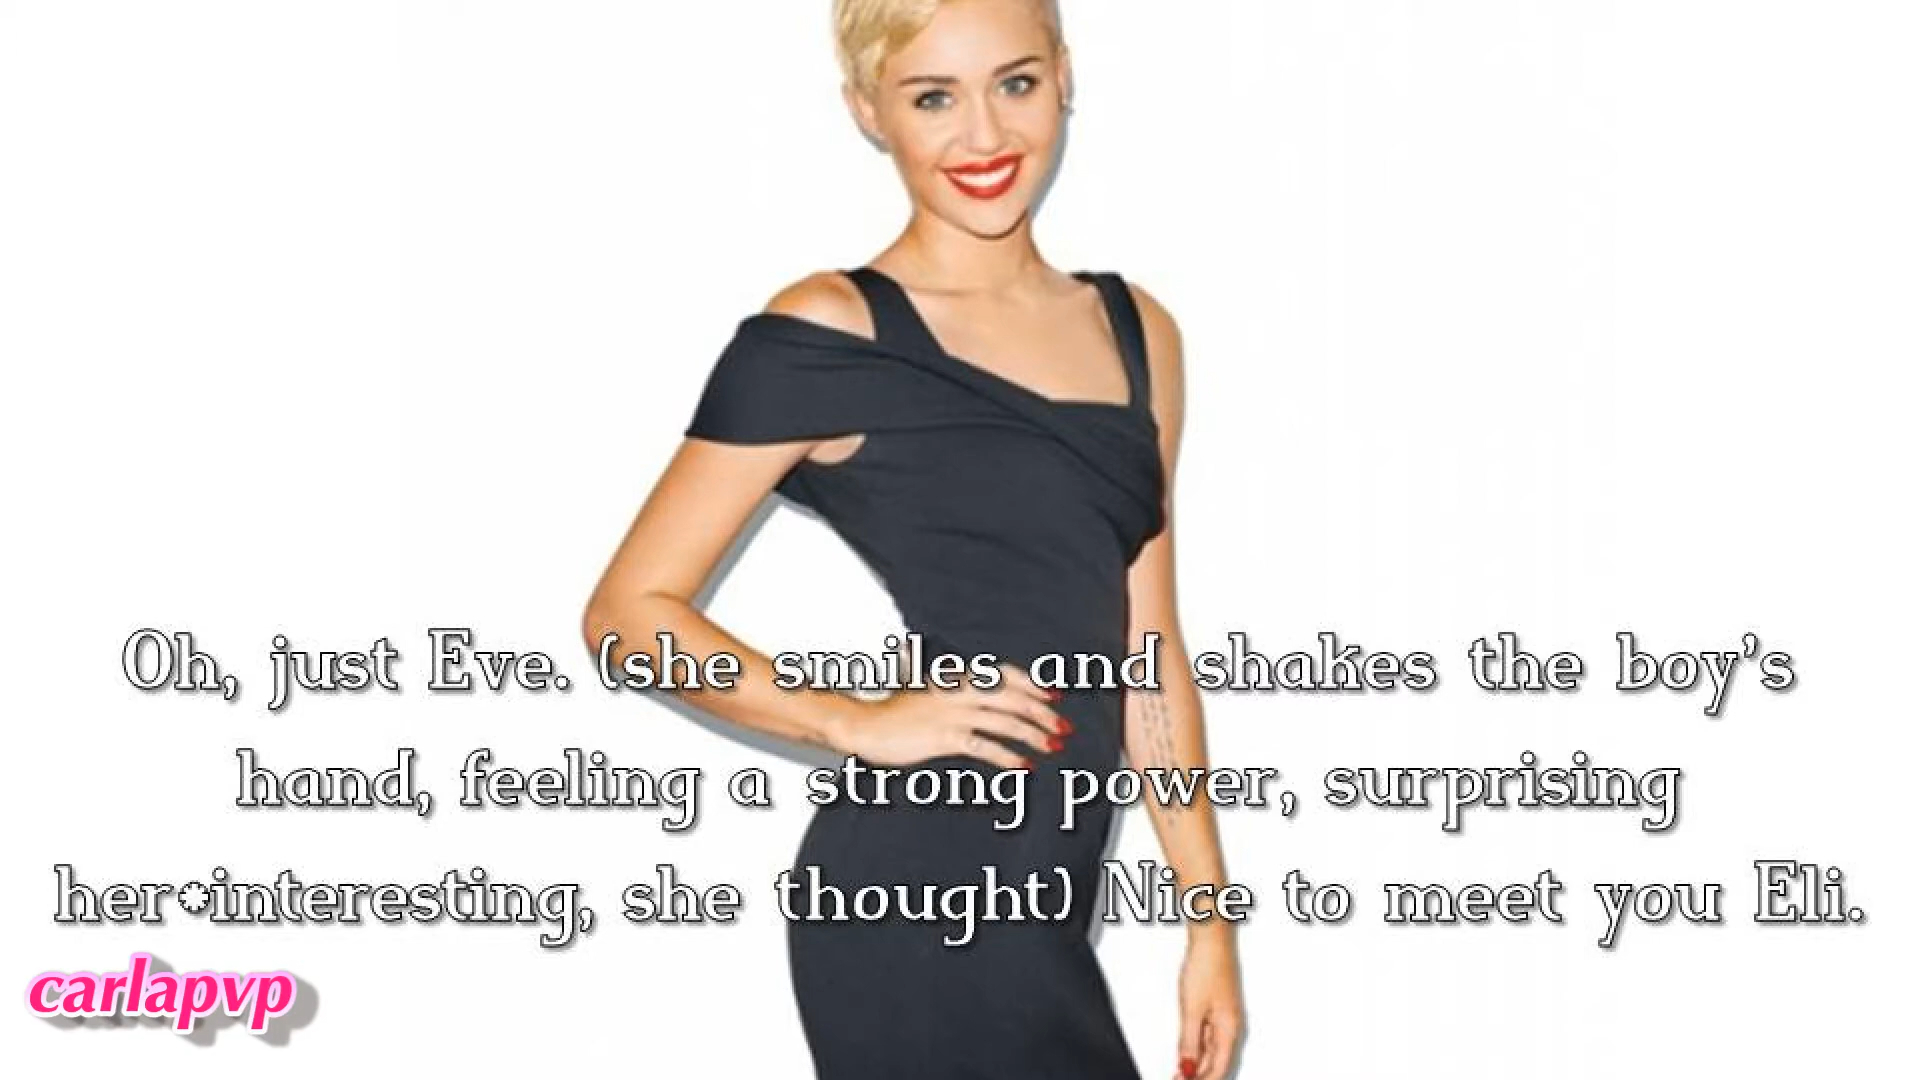 Oh, just Eve. (she smiles and shakes the boy's
hand, feeling a strong power, surprising
her*interesting, she thought) Nice to meet you Eli.
carlapvp